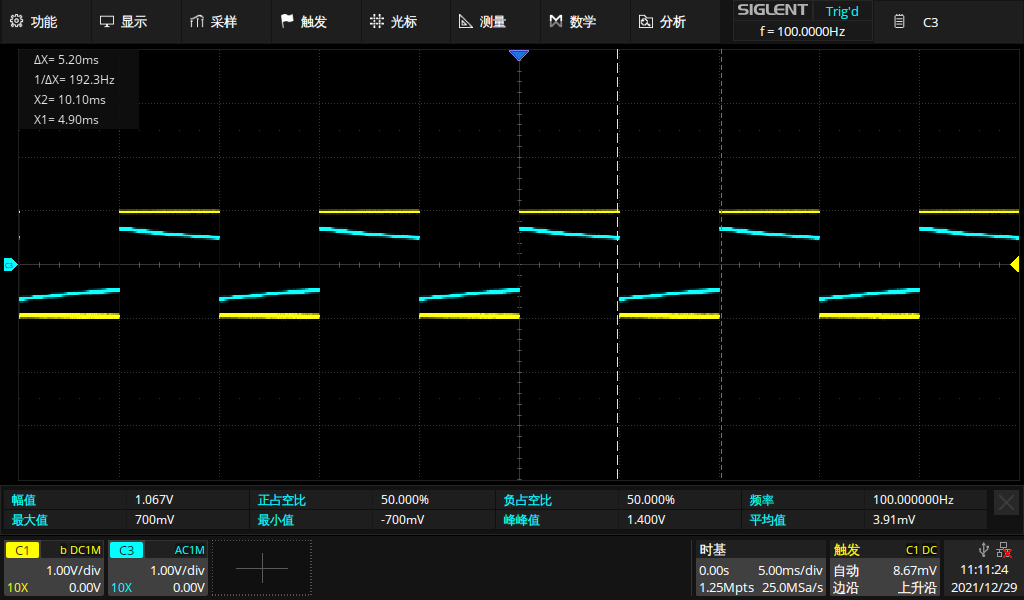 功能 显示 采样 触发 光标 测量 数学 分析 SIGLENT Trig'd C3
f = 100.0000Hz
ΔX= 5.20ms
1/ΔX= 192.3Hz
X2= 10.10ms
X1= 4.90ms
C3
幅值 1.067V 正占空比 50.000% 负占空比 50.000% 频率 100.000000Hz
最大值 700mV 最小值 -700mV 峰峰值 1.400V 平均值 3.91mV
C1 b DC1M C3 AC1M 时基 触发 C1 DC
1.00V/div 1.00V/div 0.00s 5.00ms/div 自动 8.67mV 11:11:24
10X 0.00V 10X 0.00V 1.25Mpts 25.0MSa/s 边沿 上升沿 2021/12/29